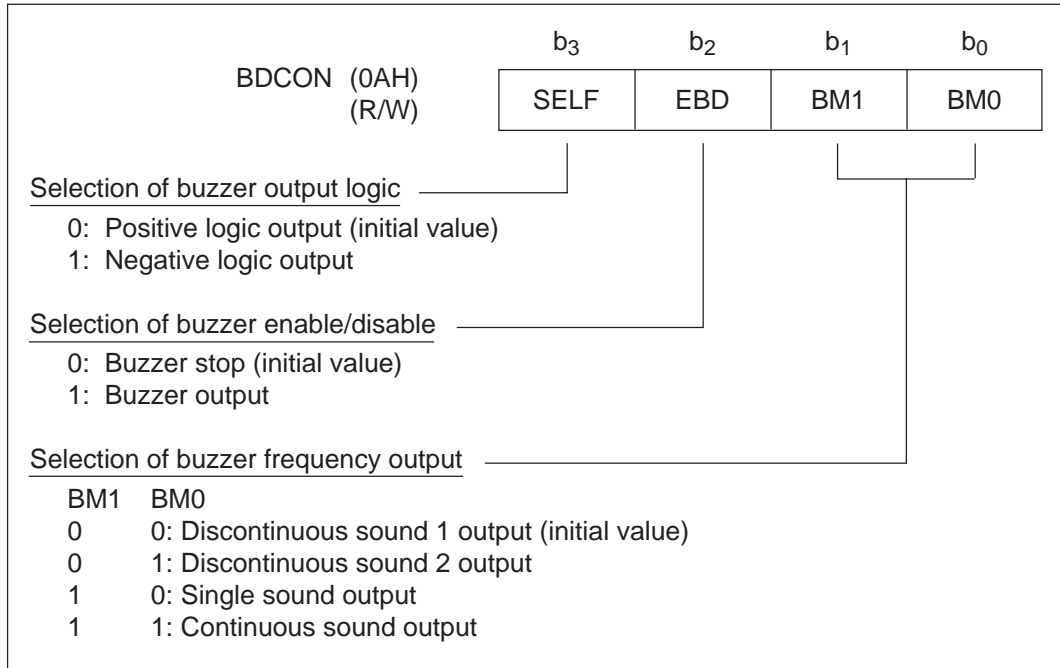 b3 b2 b1 b0
BDCON (0AH)
(R/W)
SELF EBD BM1 BM0
Selection of buzzer output logic
0: Positive logic output (initial value)
1: Negative logic output
Selection of buzzer enable/disable
0: Buzzer stop (initial value)
1: Buzzer output
Selection of buzzer frequency output
BM1 BM0
0 0: Discontinuous sound 1 output (initial value)
0 1: Discontinuous sound 2 output
1 0: Single sound output
1 1: Continuous sound output